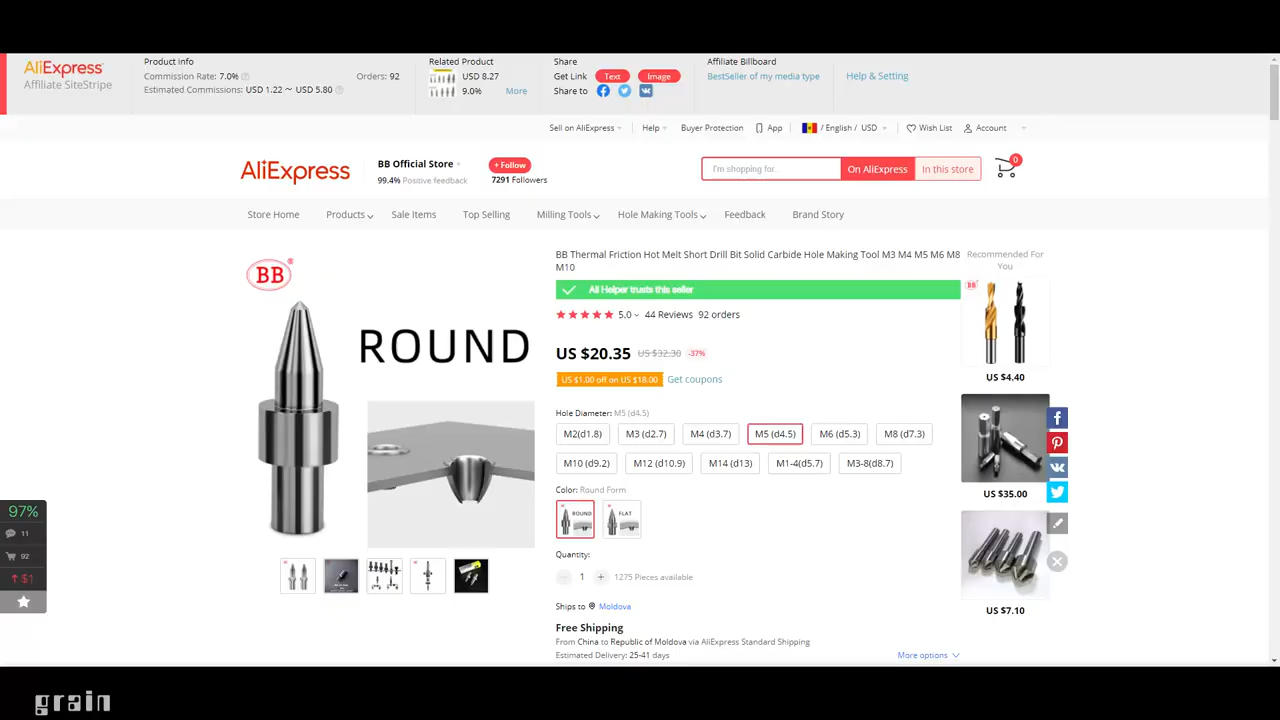 AliExpress
Affiliate SiteStripe
Product info
Commission Rate: 7.0%
Orders: 92
Estimated Commissions: USD 1.22 ~ USD 5.80
Related Product
USD 8.27
9.0%
More
Share
Get Link Text Image
Share to
Affiliate Billboard
BestSeller of my media type
Help & Setting
Sell on AliExpress
Help
Buyer Protection
App
/ English / USD
Wish List
Account
AliExpress
BB Official Store
99.4% Positive feedback
+ Follow
7291 Followers
I'm shopping for...
On AliExpress
In this store
0
Store Home
Products
Sale Items
Top Selling
Milling Tools
Hole Making Tools
Feedback
Brand Story
BB
ROUND
BB Thermal Friction Hot Melt Short Drill Bit Solid Carbide Hole Making Tool M3 M4 M5 M6 M8
M10
Ali Helper trusts this seller
5.0 44 Reviews 92 orders
US $20.35 US $32.30 -37%
US $1.00 off on US $18.00 Get coupons
Hole Diameter: M5 (d4.5)
M2(d1.8) M3 (d2.7) M4 (d3.7) M5 (d4.5) M6 (d5.3) M8 (d7.3)
M10 (d9.2) M12 (d10.9) M14 (d13) M1-4(d5.7) M3-8(d8.7)
Color: Round Form
ROUND
FLAT
Quantity:
1 1275 Pieces available
Ships to Moldova
Free Shipping
From China to Republic of Moldova via AliExpress Standard Shipping
Estimated Delivery: 25-41 days
More options
Recommended For
You
BB
US $4.40
US $35.00
US $7.10
97%
11
92
$1
grain